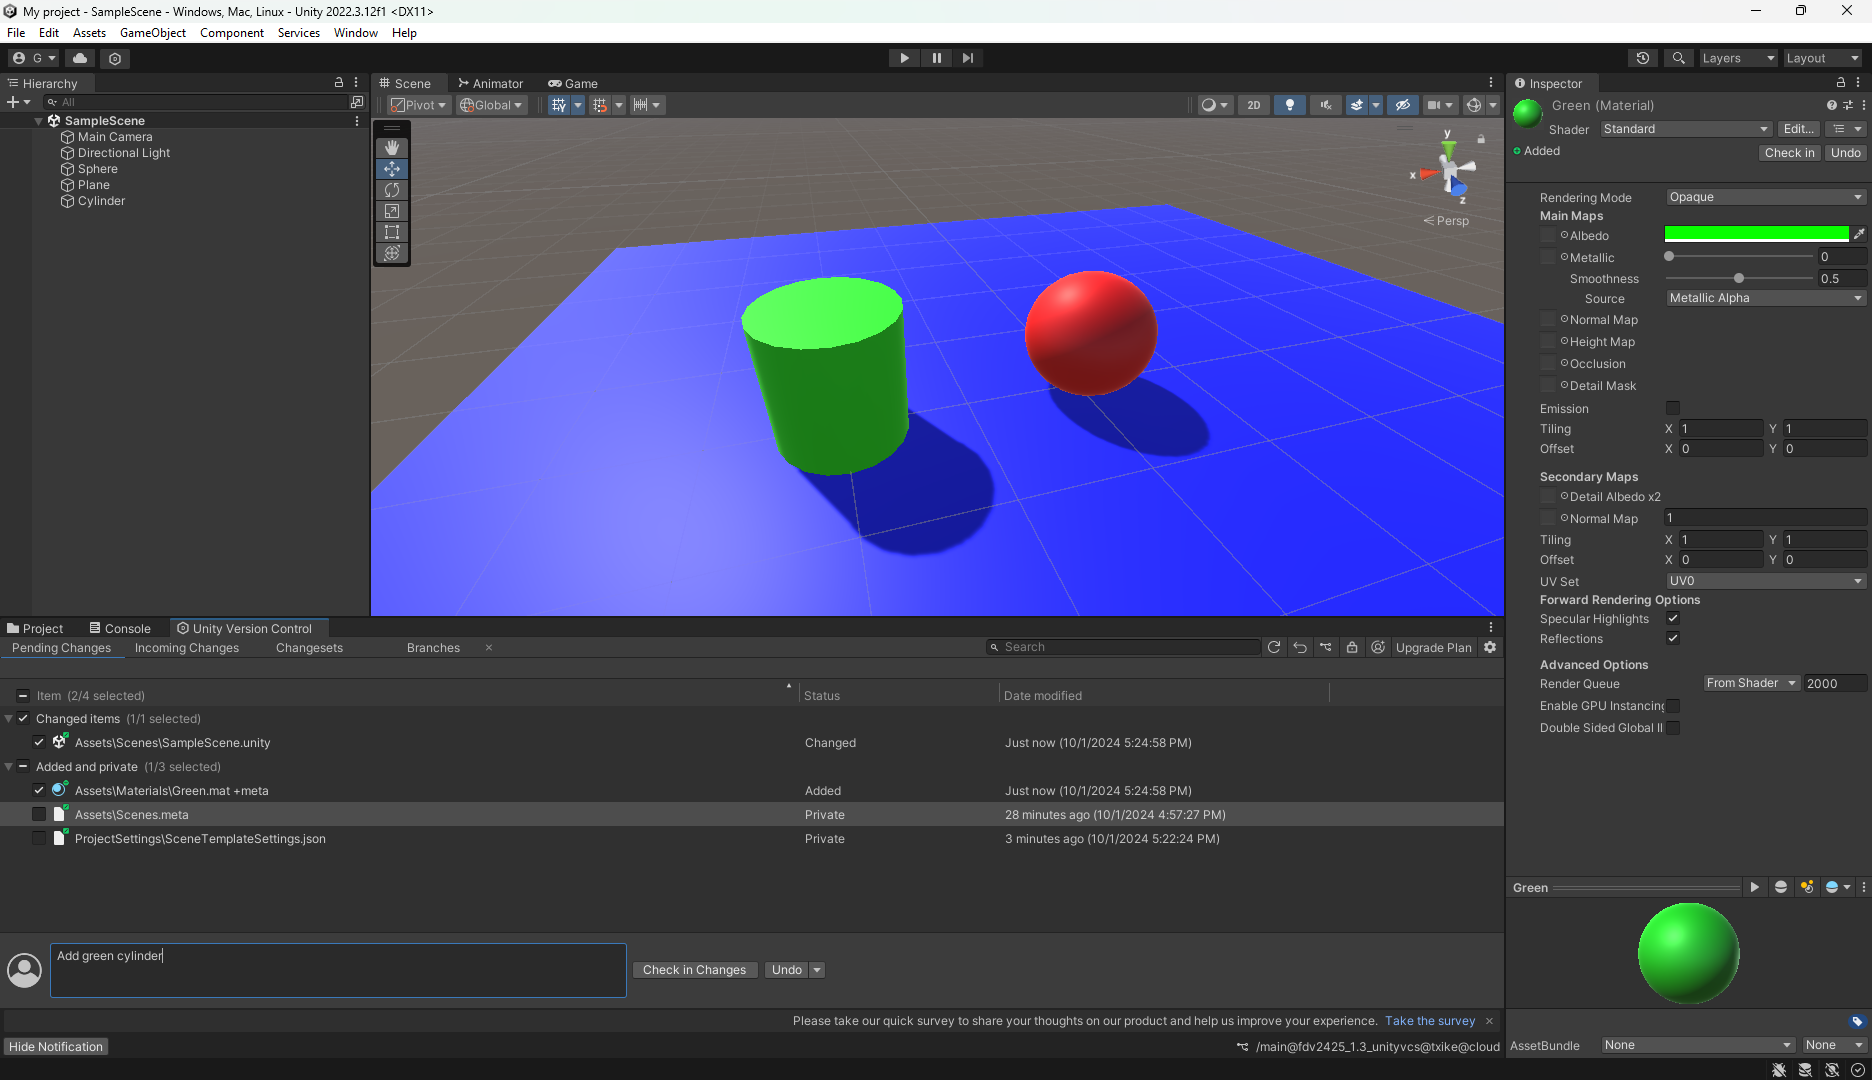 My project - SampleScene - Windows, Mac, Linux - Unity 2022.3.12f1 <DX11>
File Edit Assets GameObject Component Services Window Help
G
Layers
Layout
Hierarchy
All
SampleScene
Main Camera
Directional Light
Sphere
Plane
Cylinder
Scene
Animator
Game
Pivot
Global
2D
y
x
z
Persp
Inspector
Green (Material)
Shader Standard Edit...
Added
Check in Undo
Rendering Mode Opaque
Main Maps
Albedo
Metallic 0
Smoothness 0.5
Source Metallic Alpha
Normal Map
Height Map
Occlusion
Detail Mask
Emission
Tiling X 1 Y 1
Offset X 0 Y 0
Secondary Maps
Detail Albedo x2
Normal Map 1
Tiling X 1 Y 1
Offset X 0 Y 0
UV Set UV0
Forward Rendering Options
Specular Highlights
Reflections
Advanced Options
Render Queue From Shader 2000
Enable GPU Instancing
Double Sided Global Il
Project
Console
Unity Version Control
Pending Changes Incoming Changes Changesets Branches ×
Search
Upgrade Plan
Item (2/4 selected) Status Date modified
Changed items (1/1 selected)
Assets\Scenes\SampleScene.unity Changed Just now (10/1/2024 5:24:58 PM)
Added and private (1/3 selected)
Assets\Materials\Green.mat +meta Added Just now (10/1/2024 5:24:58 PM)
Assets\Scenes.meta Private 28 minutes ago (10/1/2024 4:57:27 PM)
ProjectSettings\SceneTemplateSettings.json Private 3 minutes ago (10/1/2024 5:22:24 PM)
Add green cylinder
Check in Changes Undo
Please take our quick survey to share your thoughts on our product and help us improve your experience. Take the survey ×
Hide Notification
/main@fdv2425_1.3_unityvcs@txike@cloud
Green
AssetBundle None None